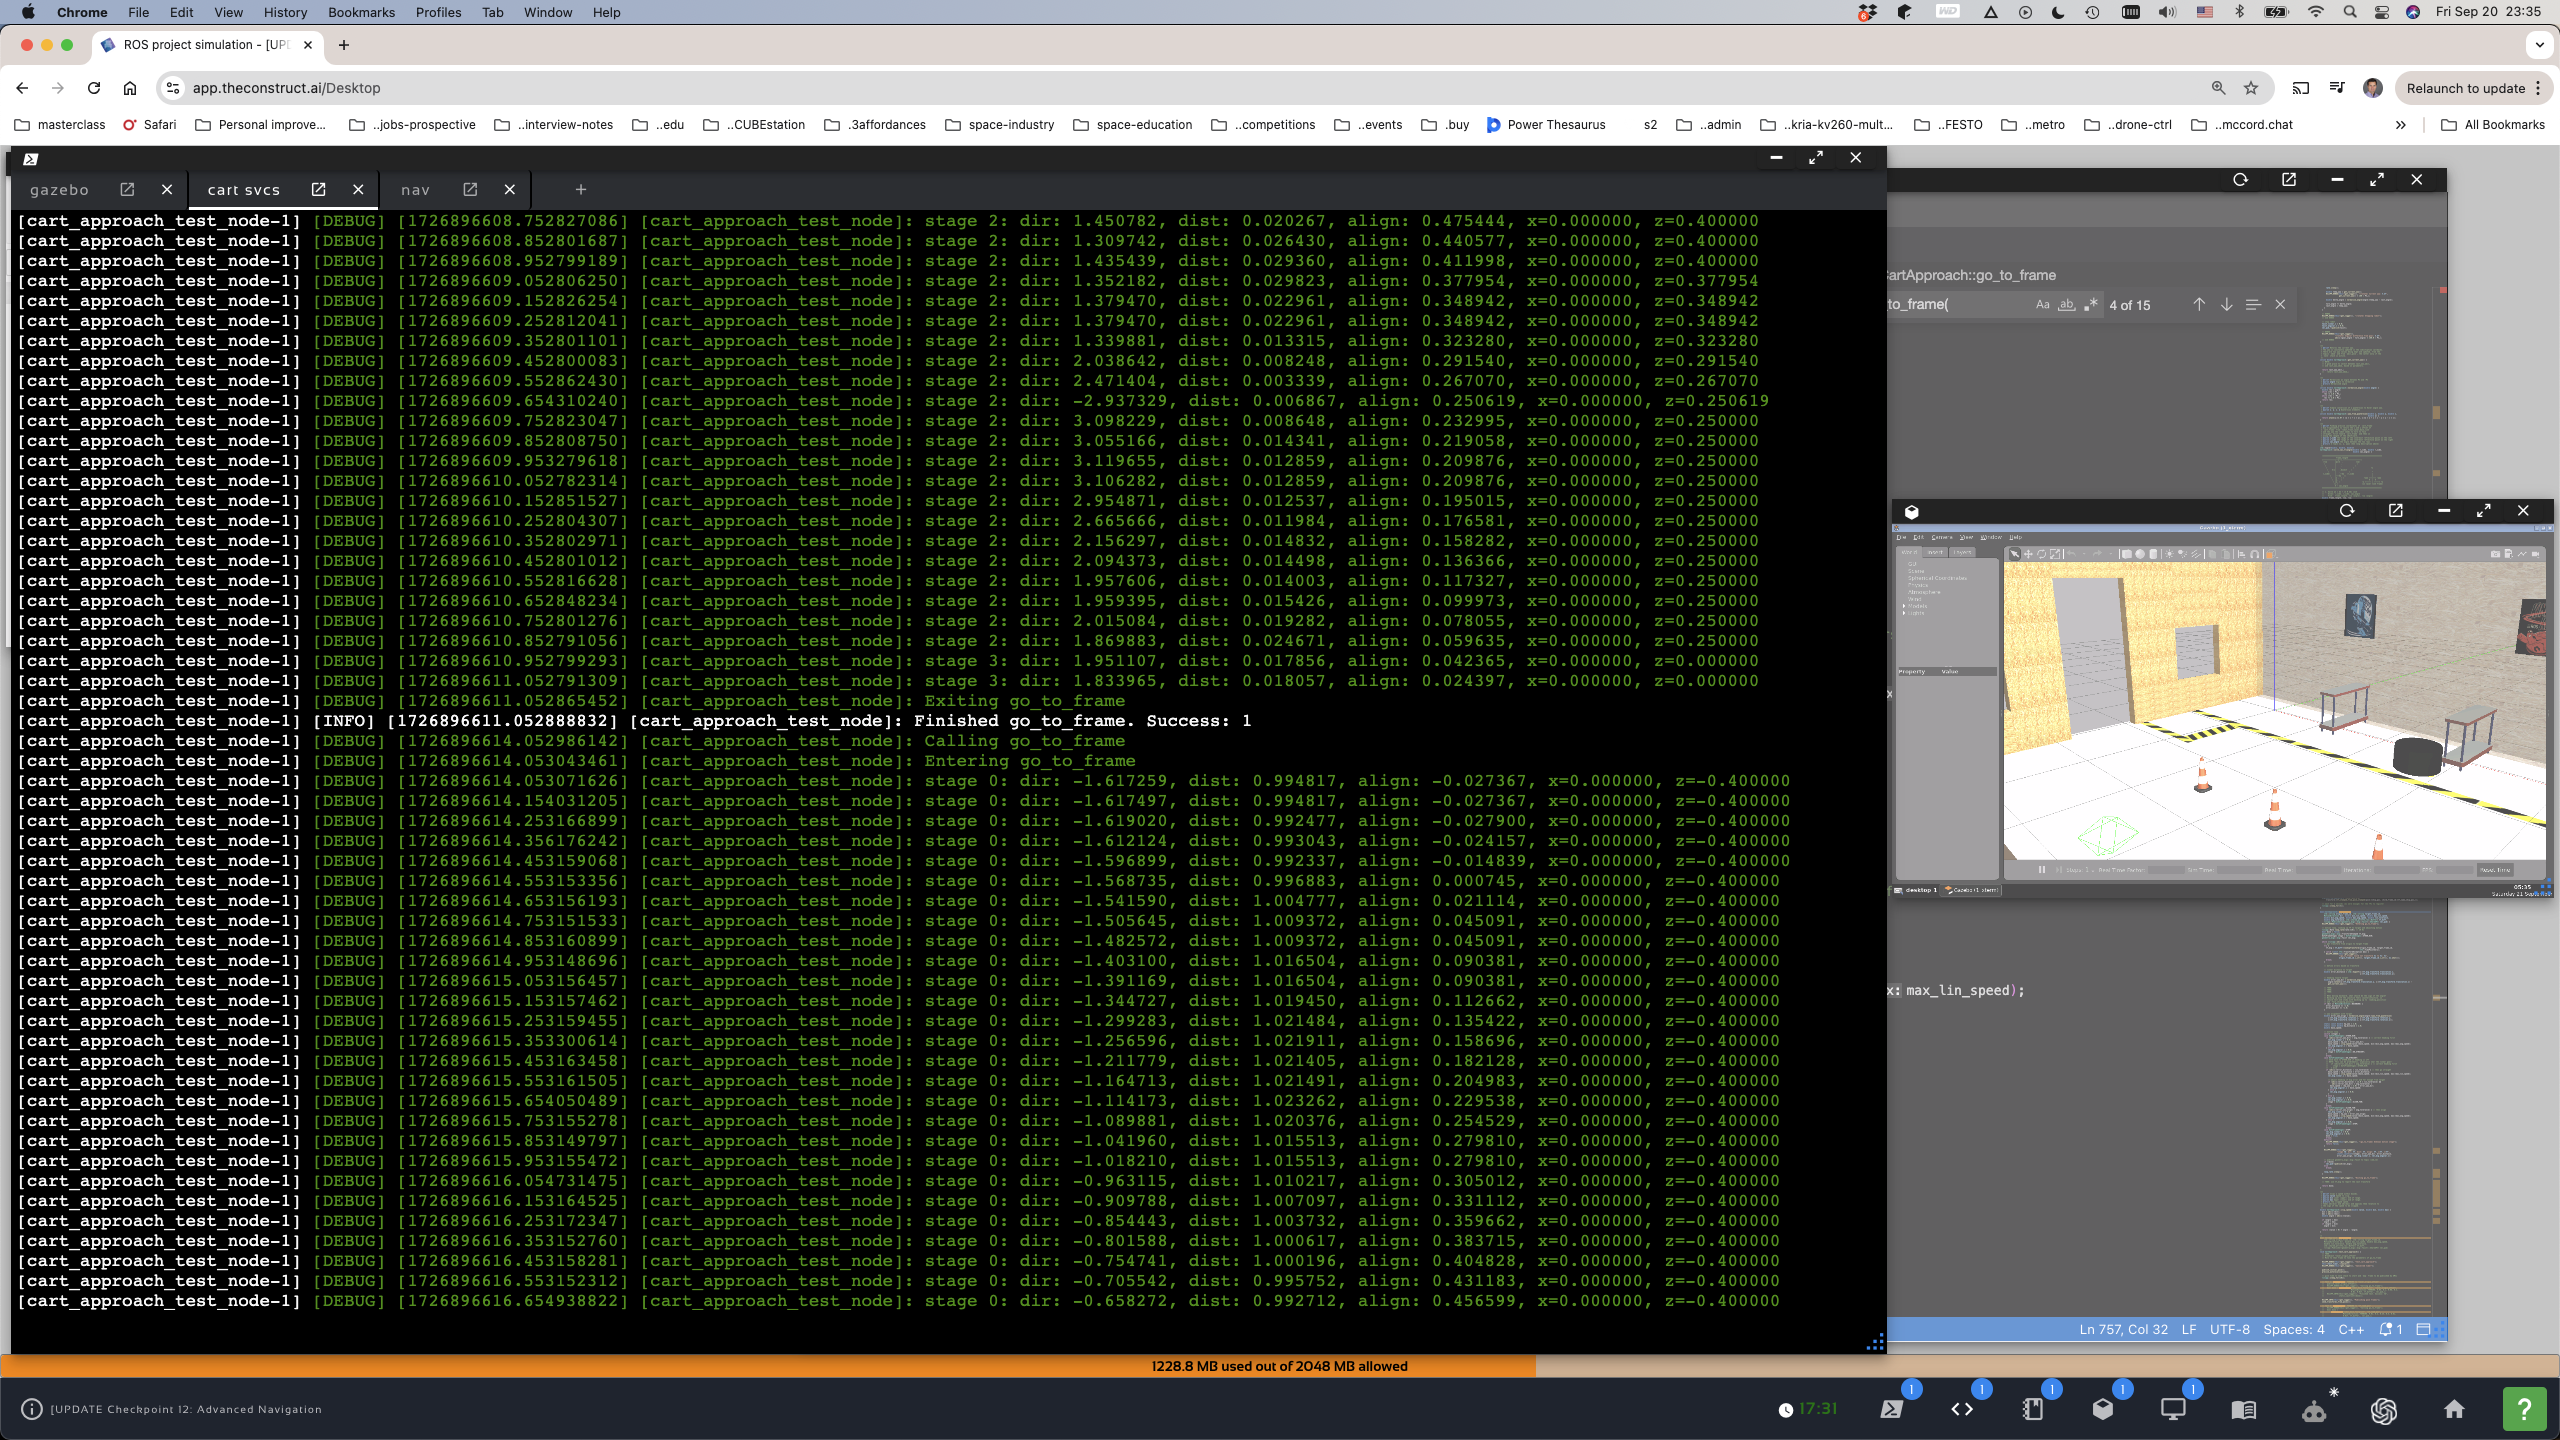 Chrome File Edit View History Bookmarks Profiles Tab Window Help Fri Sep 20 23:35
ROS project simulation - [UPD
app.theconstruct.ai/Desktop Relaunch to update
masterclass Safari Personal improve... ..jobs-prospective ..interview-notes ..edu ..CUBEstation .3affordances space-industry space-education ..competitions ..events .buy Power Thesaurus s2 ..admin ..kria-kv260-mult... ..FESTO ..metro ..drone-ctrl ..mccord.chat » All Bookmarks
gazebo cart svcs nav
[cart_approach_test_node-1] [DEBUG] [1726896608.752827086] [cart_approach_test_node]: stage 2: dir: 1.450782, dist: 0.020267, align: 0.475444, x=0.000000, z=0.400000
[cart_approach_test_node-1] [DEBUG] [1726896608.852801687] [cart_approach_test_node]: stage 2: dir: 1.309742, dist: 0.026430, align: 0.440577, x=0.000000, z=0.400000
[cart_approach_test_node-1] [DEBUG] [1726896608.952799189] [cart_approach_test_node]: stage 2: dir: 1.435439, dist: 0.029360, align: 0.411998, x=0.000000, z=0.400000
[cart_approach_test_node-1] [DEBUG] [1726896609.052806250] [cart_approach_test_node]: stage 2: dir: 1.352182, dist: 0.029823, align: 0.377954, x=0.000000, z=0.377954
[cart_approach_test_node-1] [DEBUG] [1726896609.152826254] [cart_approach_test_node]: stage 2: dir: 1.379470, dist: 0.022961, align: 0.348942, x=0.000000, z=0.348942
[cart_approach_test_node-1] [DEBUG] [1726896609.252812041] [cart_approach_test_node]: stage 2: dir: 1.379470, dist: 0.022961, align: 0.348942, x=0.000000, z=0.348942
[cart_approach_test_node-1] [DEBUG] [1726896609.352801101] [cart_approach_test_node]: stage 2: dir: 1.339881, dist: 0.013315, align: 0.323280, x=0.000000, z=0.323280
[cart_approach_test_node-1] [DEBUG] [1726896609.452800083] [cart_approach_test_node]: stage 2: dir: 2.038642, dist: 0.008248, align: 0.291540, x=0.000000, z=0.291540
[cart_approach_test_node-1] [DEBUG] [1726896609.552862430] [cart_approach_test_node]: stage 2: dir: 2.471404, dist: 0.003339, align: 0.267070, x=0.000000, z=0.267070
[cart_approach_test_node-1] [DEBUG] [1726896609.654310240] [cart_approach_test_node]: stage 2: dir: -2.937329, dist: 0.006867, align: 0.250619, x=0.000000, z=0.250619
[cart_approach_test_node-1] [DEBUG] [1726896609.752823047] [cart_approach_test_node]: stage 2: dir: 3.098229, dist: 0.008648, align: 0.232995, x=0.000000, z=0.250000
[cart_approach_test_node-1] [DEBUG] [1726896609.852808750] [cart_approach_test_node]: stage 2: dir: 3.055166, dist: 0.014341, align: 0.219058, x=0.000000, z=0.250000
[cart_approach_test_node-1] [DEBUG] [1726896609.953279618] [cart_approach_test_node]: stage 2: dir: 3.119655, dist: 0.012859, align: 0.209876, x=0.000000, z=0.250000
[cart_approach_test_node-1] [DEBUG] [1726896610.052782314] [cart_approach_test_node]: stage 2: dir: 3.106282, dist: 0.012859, align: 0.209876, x=0.000000, z=0.250000
[cart_approach_test_node-1] [DEBUG] [1726896610.152851527] [cart_approach_test_node]: stage 2: dir: 2.954871, dist: 0.012537, align: 0.195015, x=0.000000, z=0.250000
[cart_approach_test_node-1] [DEBUG] [1726896610.252804307] [cart_approach_test_node]: stage 2: dir: 2.665666, dist: 0.011984, align: 0.176581, x=0.000000, z=0.250000
[cart_approach_test_node-1] [DEBUG] [1726896610.352802971] [cart_approach_test_node]: stage 2: dir: 2.156297, dist: 0.014832, align: 0.158282, x=0.000000, z=0.250000
[cart_approach_test_node-1] [DEBUG] [1726896610.452801012] [cart_approach_test_node]: stage 2: dir: 2.094373, dist: 0.014498, align: 0.136366, x=0.000000, z=0.250000
[cart_approach_test_node-1] [DEBUG] [1726896610.552816628] [cart_approach_test_node]: stage 2: dir: 1.957606, dist: 0.014003, align: 0.117327, x=0.000000, z=0.250000
[cart_approach_test_node-1] [DEBUG] [1726896610.652848234] [cart_approach_test_node]: stage 2: dir: 1.959395, dist: 0.015426, align: 0.099973, x=0.000000, z=0.250000
[cart_approach_test_node-1] [DEBUG] [1726896610.752801276] [cart_approach_test_node]: stage 2: dir: 2.015084, dist: 0.019282, align: 0.078055, x=0.000000, z=0.250000
[cart_approach_test_node-1] [DEBUG] [1726896610.852791056] [cart_approach_test_node]: stage 2: dir: 1.869883, dist: 0.024671, align: 0.059635, x=0.000000, z=0.250000
[cart_approach_test_node-1] [DEBUG] [1726896610.952799293] [cart_approach_test_node]: stage 3: dir: 1.951107, dist: 0.017856, align: 0.042365, x=0.000000, z=0.000000
[cart_approach_test_node-1] [DEBUG] [1726896611.052791309] [cart_approach_test_node]: stage 3: dir: 1.833965, dist: 0.018057, align: 0.024397, x=0.000000, z=0.000000
[cart_approach_test_node-1] [DEBUG] [1726896611.052865452] [cart_approach_test_node]: Exiting go_to_frame
[cart_approach_test_node-1] [INFO] [1726896611.052888832] [cart_approach_test_node]: Finished go_to_frame. Success: 1
[cart_approach_test_node-1] [DEBUG] [1726896614.052986142] [cart_approach_test_node]: Calling go_to_frame
[cart_approach_test_node-1] [DEBUG] [1726896614.053043461] [cart_approach_test_node]: Entering go_to_frame
[cart_approach_test_node-1] [DEBUG] [1726896614.053071626] [cart_approach_test_node]: stage 0: dir: -1.617259, dist: 0.994817, align: -0.027367, x=0.000000, z=-0.400000
[cart_approach_test_node-1] [DEBUG] [1726896614.154031205] [cart_approach_test_node]: stage 0: dir: -1.617497, dist: 0.994817, align: -0.027367, x=0.000000, z=-0.400000
[cart_approach_test_node-1] [DEBUG] [1726896614.253166899] [cart_approach_test_node]: stage 0: dir: -1.619020, dist: 0.992477, align: -0.027900, x=0.000000, z=-0.400000
[cart_approach_test_node-1] [DEBUG] [1726896614.356176242] [cart_approach_test_node]: stage 0: dir: -1.612124, dist: 0.993043, align: -0.024157, x=0.000000, z=-0.400000
[cart_approach_test_node-1] [DEBUG] [1726896614.453159068] [cart_approach_test_node]: stage 0: dir: -1.596899, dist: 0.992337, align: -0.014839, x=0.000000, z=-0.400000
[cart_approach_test_node-1] [DEBUG] [1726896614.553153356] [cart_approach_test_node]: stage 0: dir: -1.568735, dist: 0.996883, align: 0.000745, x=0.000000, z=-0.400000
[cart_approach_test_node-1] [DEBUG] [1726896614.653156193] [cart_approach_test_node]: stage 0: dir: -1.541590, dist: 1.004777, align: 0.021114, x=0.000000, z=-0.400000
[cart_approach_test_node-1] [DEBUG] [1726896614.753151533] [cart_approach_test_node]: stage 0: dir: -1.505645, dist: 1.009372, align: 0.045091, x=0.000000, z=-0.400000
[cart_approach_test_node-1] [DEBUG] [1726896614.853160899] [cart_approach_test_node]: stage 0: dir: -1.482572, dist: 1.009372, align: 0.045091, x=0.000000, z=-0.400000
[cart_approach_test_node-1] [DEBUG] [1726896614.953148696] [cart_approach_test_node]: stage 0: dir: -1.403100, dist: 1.016504, align: 0.090381, x=0.000000, z=-0.400000
[cart_approach_test_node-1] [DEBUG] [1726896615.053156457] [cart_approach_test_node]: stage 0: dir: -1.391169, dist: 1.016504, align: 0.090381, x=0.000000, z=-0.400000
[cart_approach_test_node-1] [DEBUG] [1726896615.153157462] [cart_approach_test_node]: stage 0: dir: -1.344727, dist: 1.019450, align: 0.112662, x=0.000000, z=-0.400000
[cart_approach_test_node-1] [DEBUG] [1726896615.253159455] [cart_approach_test_node]: stage 0: dir: -1.299283, dist: 1.021484, align: 0.135422, x=0.000000, z=-0.400000
[cart_approach_test_node-1] [DEBUG] [1726896615.353300614] [cart_approach_test_node]: stage 0: dir: -1.256596, dist: 1.021911, align: 0.158696, x=0.000000, z=-0.400000
[cart_approach_test_node-1] [DEBUG] [1726896615.453163458] [cart_approach_test_node]: stage 0: dir: -1.211779, dist: 1.021405, align: 0.182128, x=0.000000, z=-0.400000
[cart_approach_test_node-1] [DEBUG] [1726896615.553161505] [cart_approach_test_node]: stage 0: dir: -1.164713, dist: 1.021491, align: 0.204983, x=0.000000, z=-0.400000
[cart_approach_test_node-1] [DEBUG] [1726896615.654050489] [cart_approach_test_node]: stage 0: dir: -1.114173, dist: 1.023262, align: 0.229538, x=0.000000, z=-0.400000
[cart_approach_test_node-1] [DEBUG] [1726896615.753155278] [cart_approach_test_node]: stage 0: dir: -1.089881, dist: 1.020376, align: 0.254529, x=0.000000, z=-0.400000
[cart_approach_test_node-1] [DEBUG] [1726896615.853149797] [cart_approach_test_node]: stage 0: dir: -1.041960, dist: 1.015513, align: 0.279810, x=0.000000, z=-0.400000
[cart_approach_test_node-1] [DEBUG] [1726896615.953155472] [cart_approach_test_node]: stage 0: dir: -1.018210, dist: 1.015513, align: 0.279810, x=0.000000, z=-0.400000
[cart_approach_test_node-1] [DEBUG] [1726896616.054731475] [cart_approach_test_node]: stage 0: dir: -0.963115, dist: 1.010217, align: 0.305012, x=0.000000, z=-0.400000
[cart_approach_test_node-1] [DEBUG] [1726896616.153164525] [cart_approach_test_node]: stage 0: dir: -0.909788, dist: 1.007097, align: 0.331112, x=0.000000, z=-0.400000
[cart_approach_test_node-1] [DEBUG] [1726896616.253172347] [cart_approach_test_node]: stage 0: dir: -0.854443, dist: 1.003732, align: 0.359662, x=0.000000, z=-0.400000
[cart_approach_test_node-1] [DEBUG] [1726896616.353152760] [cart_approach_test_node]: stage 0: dir: -0.801588, dist: 1.000617, align: 0.383715, x=0.000000, z=-0.400000
[cart_approach_test_node-1] [DEBUG] [1726896616.453158281] [cart_approach_test_node]: stage 0: dir: -0.754741, dist: 1.000196, align: 0.404828, x=0.000000, z=-0.400000
[cart_approach_test_node-1] [DEBUG] [1726896616.553152312] [cart_approach_test_node]: stage 0: dir: -0.705542, dist: 0.995752, align: 0.431183, x=0.000000, z=-0.400000
[cart_approach_test_node-1] [DEBUG] [1726896616.654938822] [cart_approach_test_node]: stage 0: dir: -0.658272, dist: 0.992712, align: 0.456599, x=0.000000, z=-0.400000
CartApproach::go_to_frame
to_frame( Aa ab 4 of 15
File Edit Camera View Window Help
World Insert Layers
GUI
Scene
Spherical Coordinates
Physics
Atmosphere
Wind
Models
Lights
Property Value
Reset Time
desktop 1 05:35
x: max_lin_speed);
Ln 757, Col 32 LF UTF-8 Spaces: 4 C++ 1
1228.8 MB used out of 2048 MB allowed
[UPDATE Checkpoint 12: Advanced Navigation 17:31 1 1 1 1 1 ?